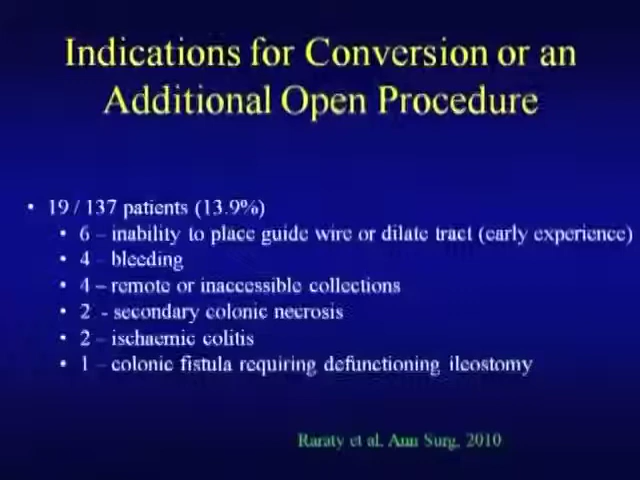 Indications for Conversion or an
Additional Open Procedure
• 19 / 137 patients (13.9%)
• 6 – inability to place guide wire or dilate tract (early experience)
• 4 – bleeding
• 4 – remote or inaccessible collections
• 2 - secondary colonic necrosis
• 2 – ischaemic colitis
• 1 – colonic fistula requiring defunctioning ileostomy
Raraty et al, Ann Surg, 2010